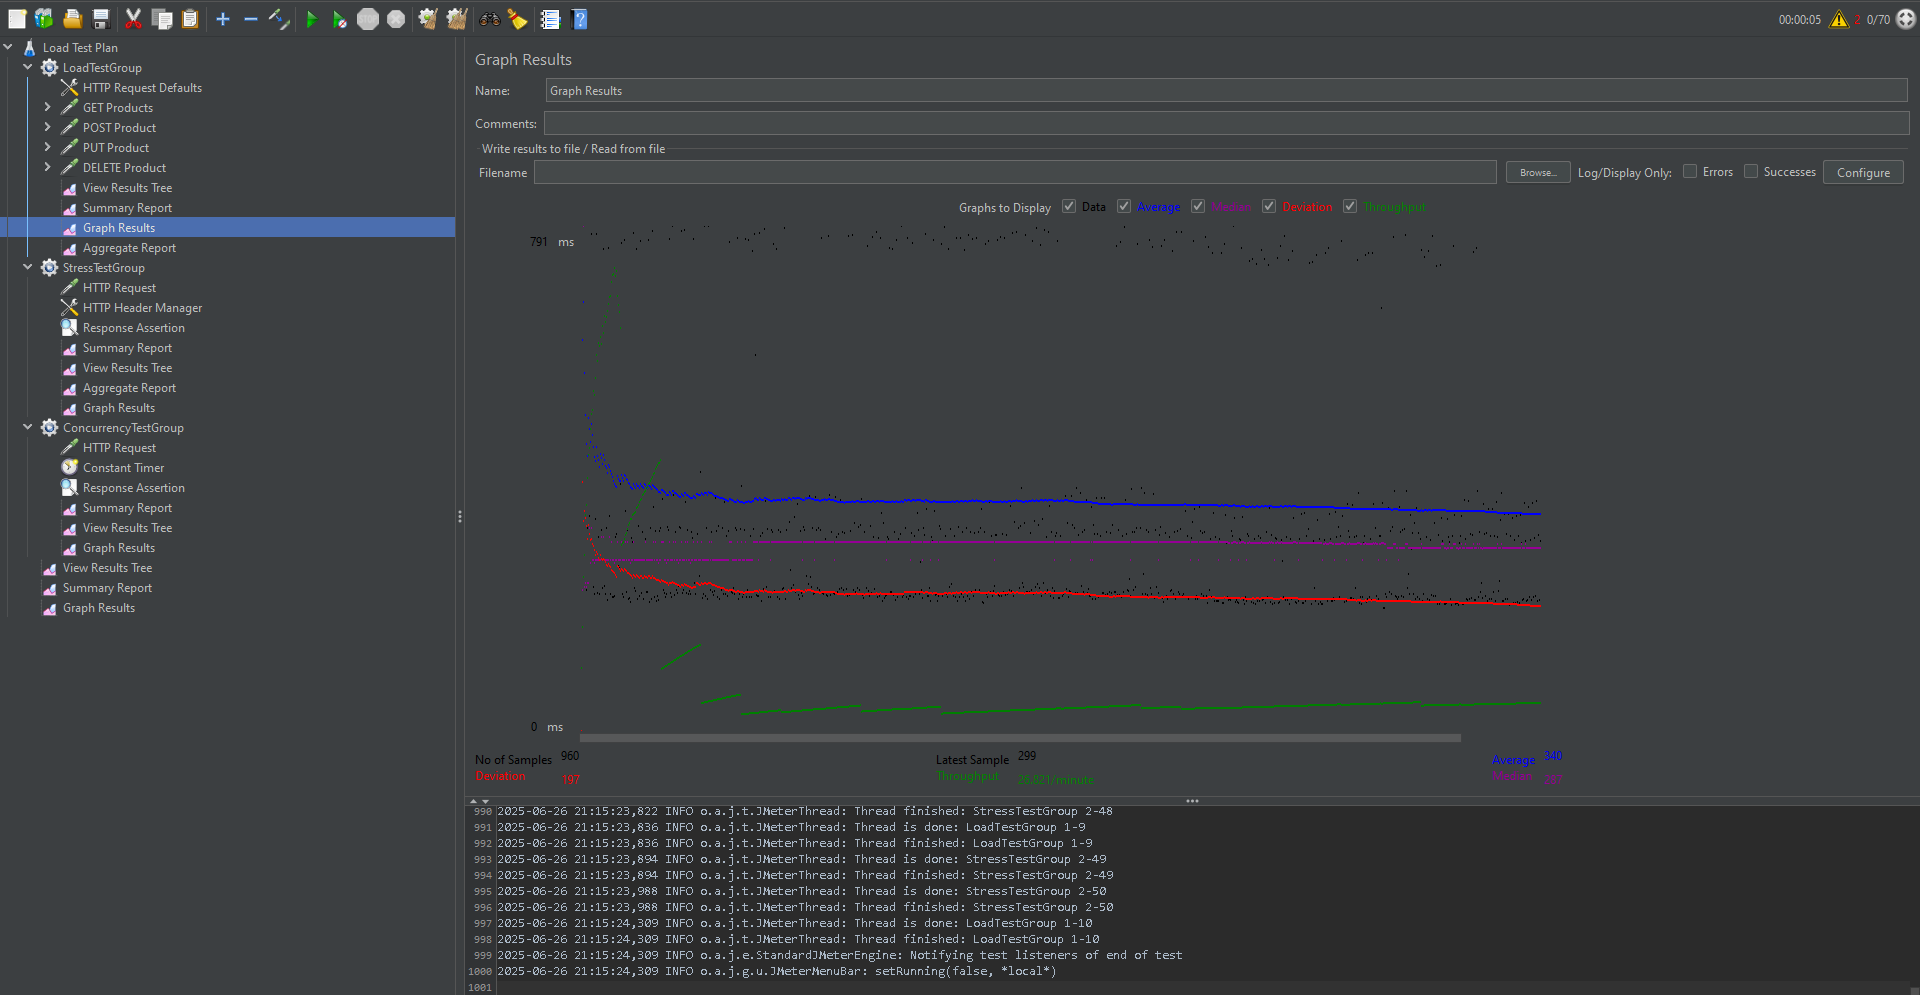 00:00:05 2 0/70
Load Test Plan
LoadTestGroup
HTTP Request Defaults
GET Products
POST Product
PUT Product
DELETE Product
View Results Tree
Summary Report
Graph Results
Aggregate Report
StressTestGroup
HTTP Request
HTTP Header Manager
Response Assertion
Summary Report
View Results Tree
Aggregate Report
Graph Results
ConcurrencyTestGroup
HTTP Request
Constant Timer
Response Assertion
Summary Report
View Results Tree
Graph Results
View Results Tree
Summary Report
Graph Results
Graph Results
Name: Graph Results
Comments:
Write results to file / Read from file
Filename Browse... Log/Display Only: Errors Successes Configure
Graphs to Display Data Average Median Deviation Throughput
791 ms
0 ms
No of Samples 960 Latest Sample 299 Average 340
Deviation 197 Throughput 26,821/minute Median
990 2025-06-26 21:15:23,822 INFO o.a.j.t.JMeterThread: Thread finished: StressTestGroup 2-48
991 2025-06-26 21:15:23,836 INFO o.a.j.t.JMeterThread: Thread is done: LoadTestGroup 1-9
992 2025-06-26 21:15:23,836 INFO o.a.j.t.JMeterThread: Thread finished: LoadTestGroup 1-9
993 2025-06-26 21:15:23,894 INFO o.a.j.t.JMeterThread: Thread is done: StressTestGroup 2-49
994 2025-06-26 21:15:23,894 INFO o.a.j.t.JMeterThread: Thread finished: StressTestGroup 2-49
995 2025-06-26 21:15:23,988 INFO o.a.j.t.JMeterThread: Thread is done: StressTestGroup 2-50
996 2025-06-26 21:15:23,988 INFO o.a.j.t.JMeterThread: Thread finished: StressTestGroup 2-50
997 2025-06-26 21:15:24,309 INFO o.a.j.t.JMeterThread: Thread is done: LoadTestGroup 1-10
998 2025-06-26 21:15:24,309 INFO o.a.j.t.JMeterThread: Thread finished: LoadTestGroup 1-10
999 2025-06-26 21:15:24,309 INFO o.a.j.e.StandardJMeterEngine: Notifying test listeners of end of test
1000 2025-06-26 21:15:24,309 INFO o.a.j.g.u.JMeterMenuBar: setRunning(false, *local*)
1001